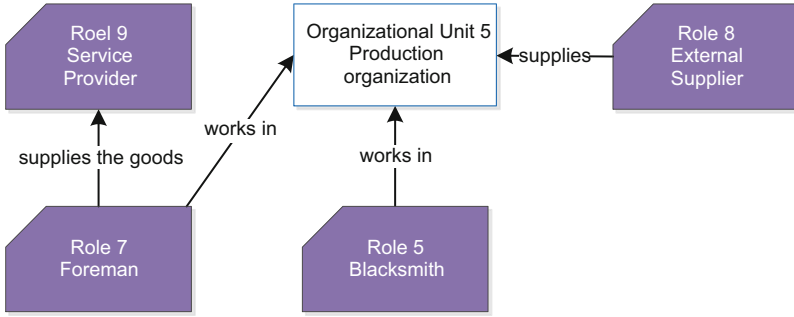 Roel 9
Service
Provider
Organizational Unit 5
Production
organization
Role 8
External
Supplier
supplies
works in
supplies the goods
works in
Role 7
Foreman
Role 5
Blacksmith